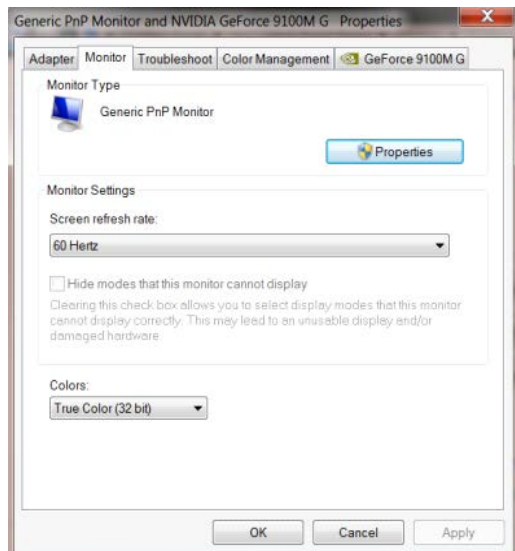 Generic PnP Monitor and NVIDIA GeForce 9100M G Properties
Adapter Monitor Troubleshoot Color Management GeForce 9100M G
Monitor Type
Generic PnP Monitor
Properties
Monitor Settings
Screen refresh rate:
60 Hertz
Hide modes that this monitor cannot display
Clearing this check box allows you to select display modes that this monitor
cannot display correctly. This may lead to an unusable display and/or
damaged hardware.
Colors:
True Color (32 bit)
OK Cancel Apply